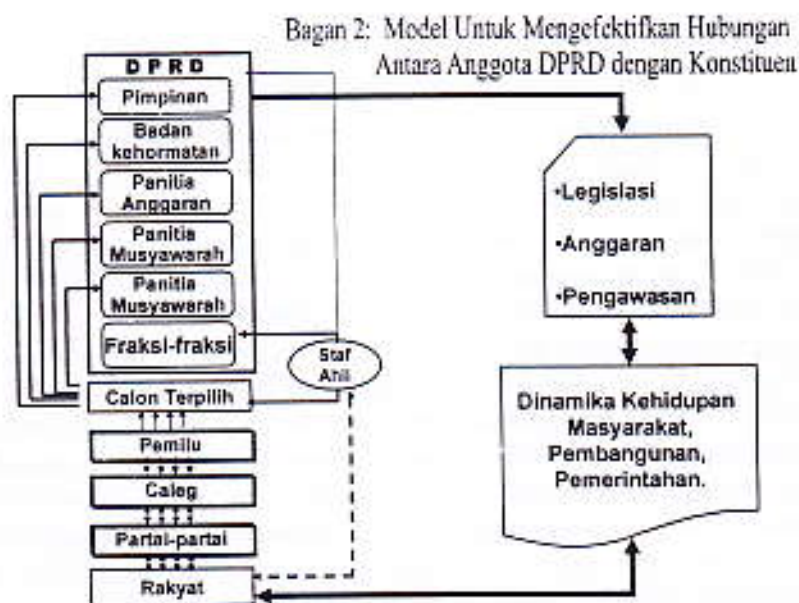 Bagan 2: Model Untuk Mengefektifkan Hubungan
Antara Anggota DPRD dengan Konstituen
DPRD
Pimpinan
Badan
kehormatan
Panitia
Anggaran
Panitia
Musyawarah
Panitia
Musyawarah
Fraksi-fraksi
Staf
Ahli
Calon Terpilih
Pemilu
Caleg
Partai-partai
Rakyat
•Legislasi
•Anggaran
•Pengawasan
Dinamika Kehidupan
Masyarakat,
Pembangunan,
Pemerintahan.